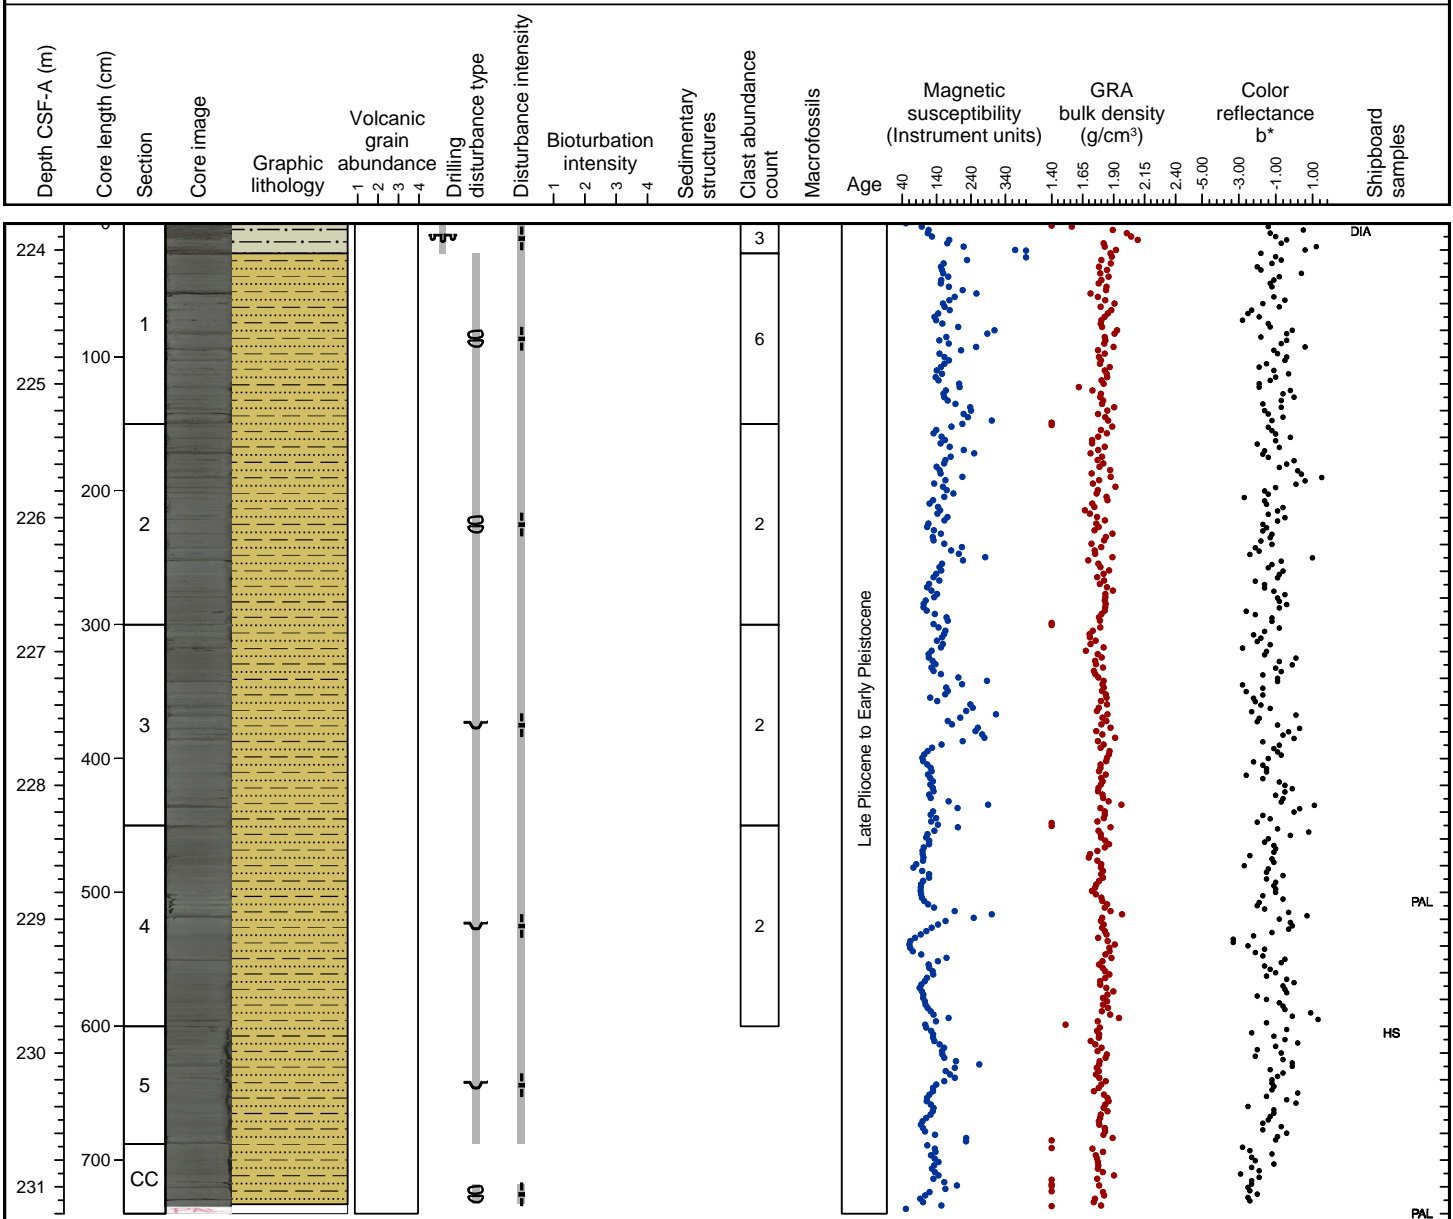 Depth CSF-A (m)
Core length (cm)
Section
Core image
Graphic
lithology
Volcanic
grain
abundance
1 2 3 4
Drilling
disturbance type
Disturbance intensity
Bioturbation
intensity
1 2 3 4
Sedimentary
structures
Clast abundance
count
Macrofossils
Age
Magnetic
susceptibility
(Instrument units)
40 140 240 340
GRA
bulk density
(g/cm³)
1.40 1.65 1.90 2.15 2.40
Color
reflectance
b*
-5.00 -3.00 -1.00 1.00
Shipboard
samples
0
3
DIA
224
1
6
100
225
200
226
2
2
300
227
3
2
400
228
Late Pliocene to Early Pleistocene
500
229
4
2
PAL
600
230
HS
5
700
CC
231
PAL
PAL